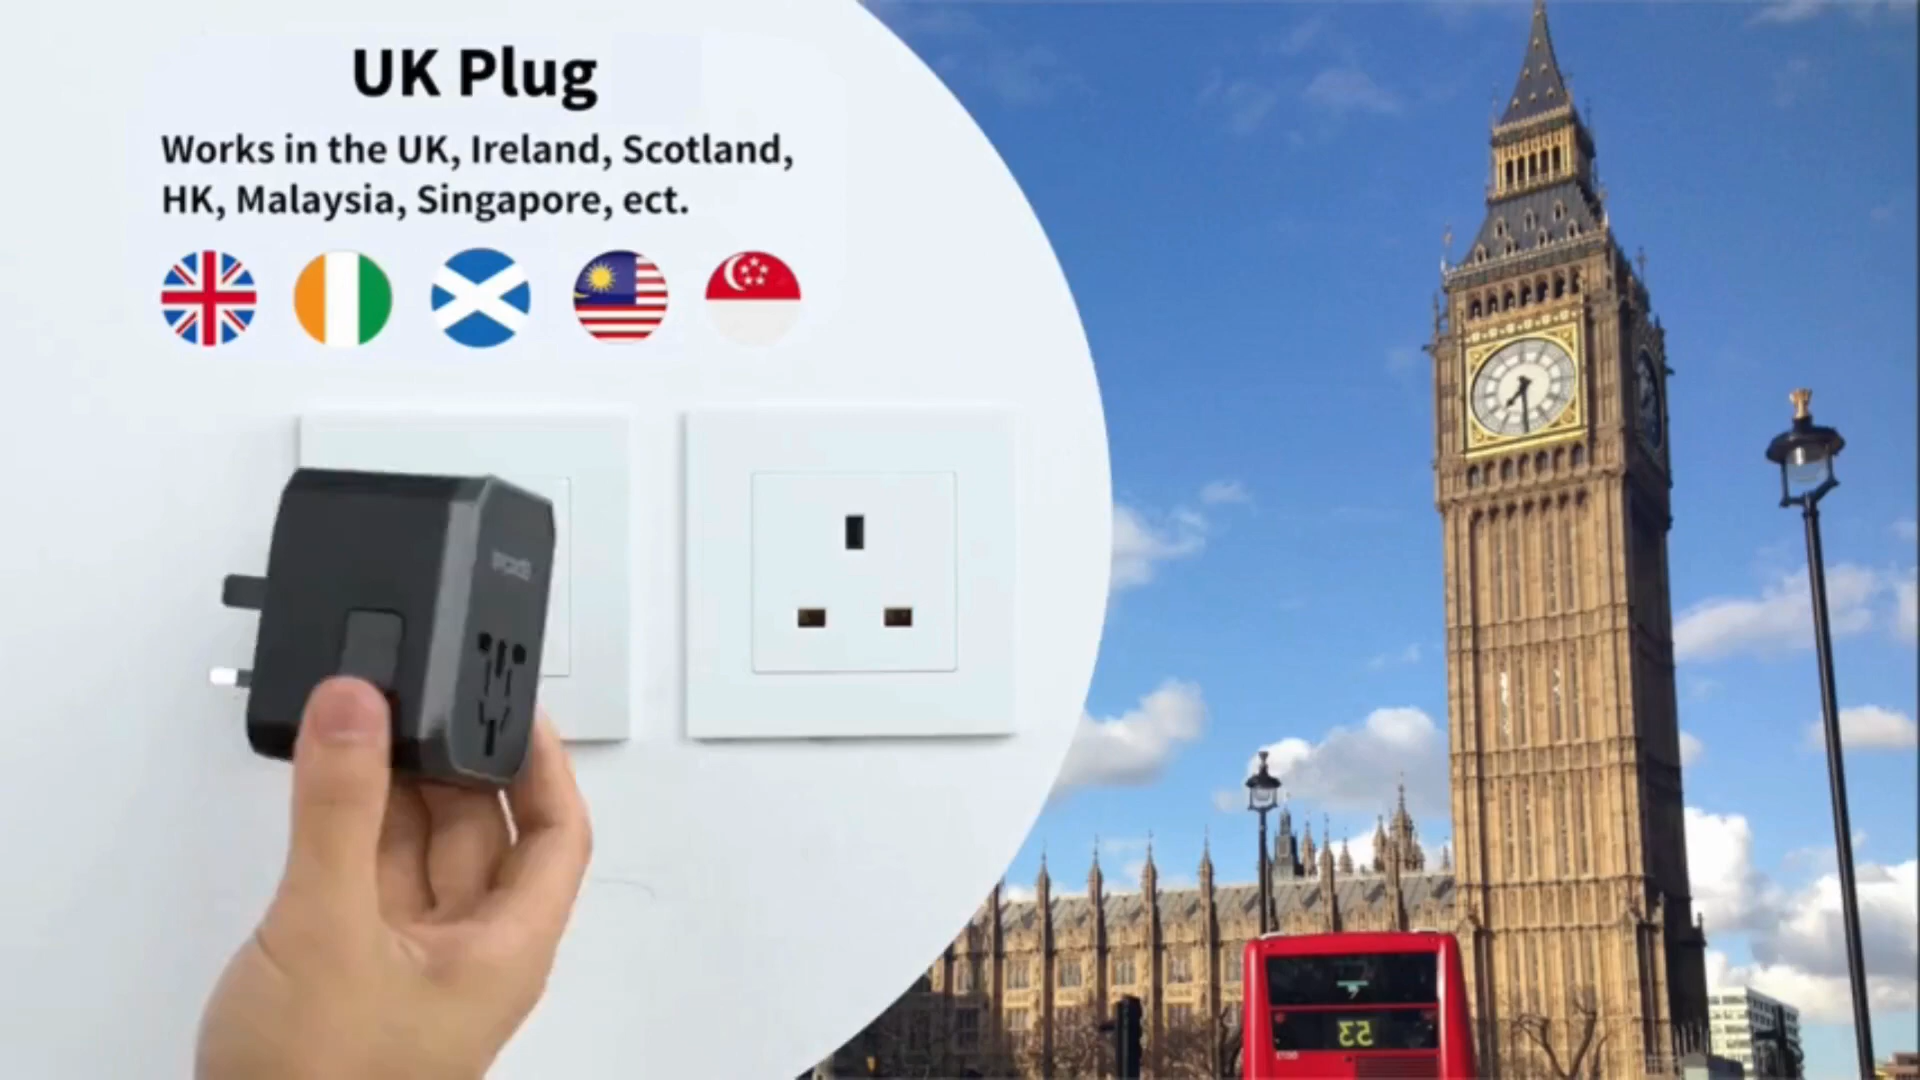 UK Plug
Works in the UK, Ireland, Scotland,
HK, Malaysia, Singapore, ect.
53